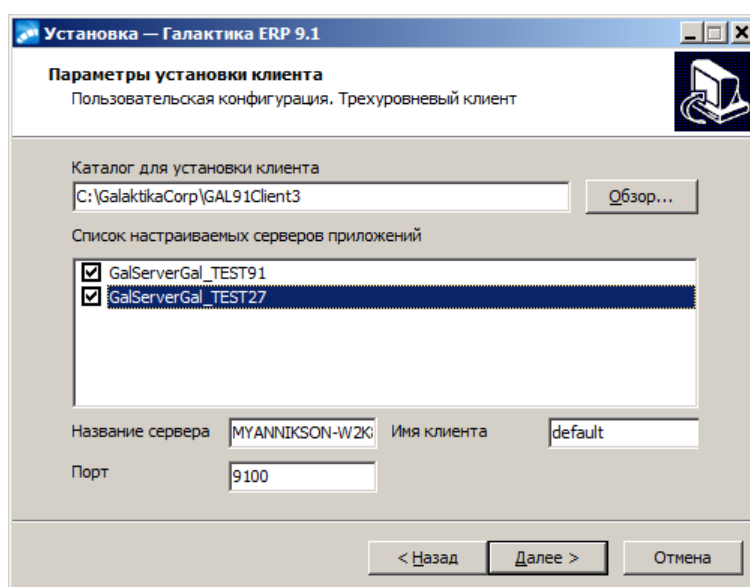 Установка — Галактика ERP 9.1
Параметры установки клиента
Пользовательская конфигурация. Трехуровневый клиент
Каталог для установки клиента
C:\GalaktikaCorp\GAL91Client3
Обзор...
Список настраиваемых серверов приложений
GalServerGal_TEST91
GalServerGal_TEST27
Название сервера MYANNIKSON-W2K Имя клиента default
Порт 9100
< Назад Далее > Отмена